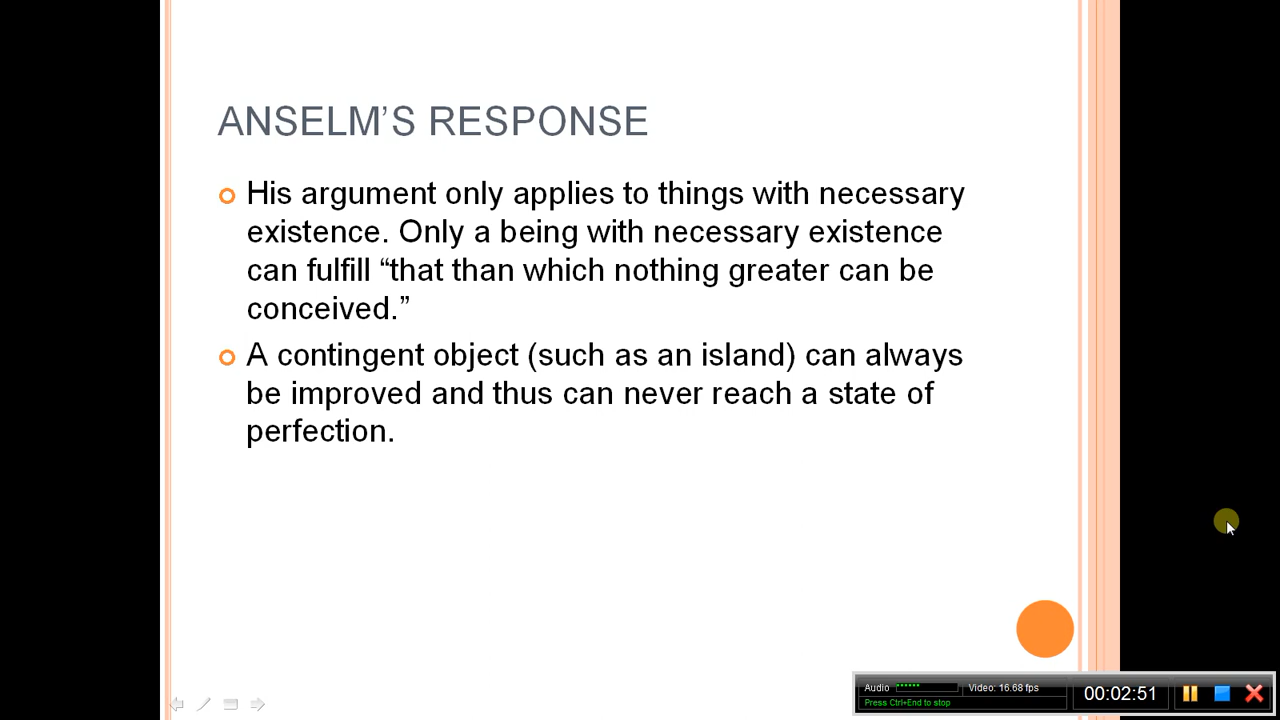 ANSELM’S RESPONSE
His argument only applies to things with necessary
existence. Only a being with necessary existence
can fulfill “that than which nothing greater can be
conceived.”
A contingent object (such as an island) can always
be improved and thus can never reach a state of
perfection.
Audio
Video: 16.68 fps
Press Ctrl+End to stop
00:02:51